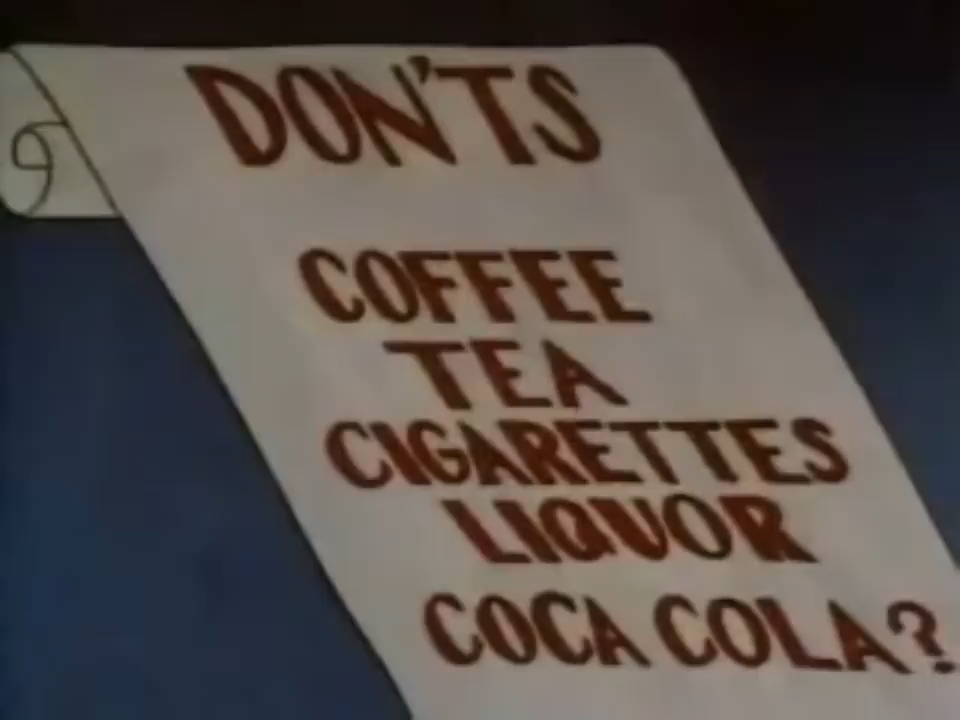 DON'TS
COFFEE
TEA
CIGARETTES
LIQUOR
COCA COLA?